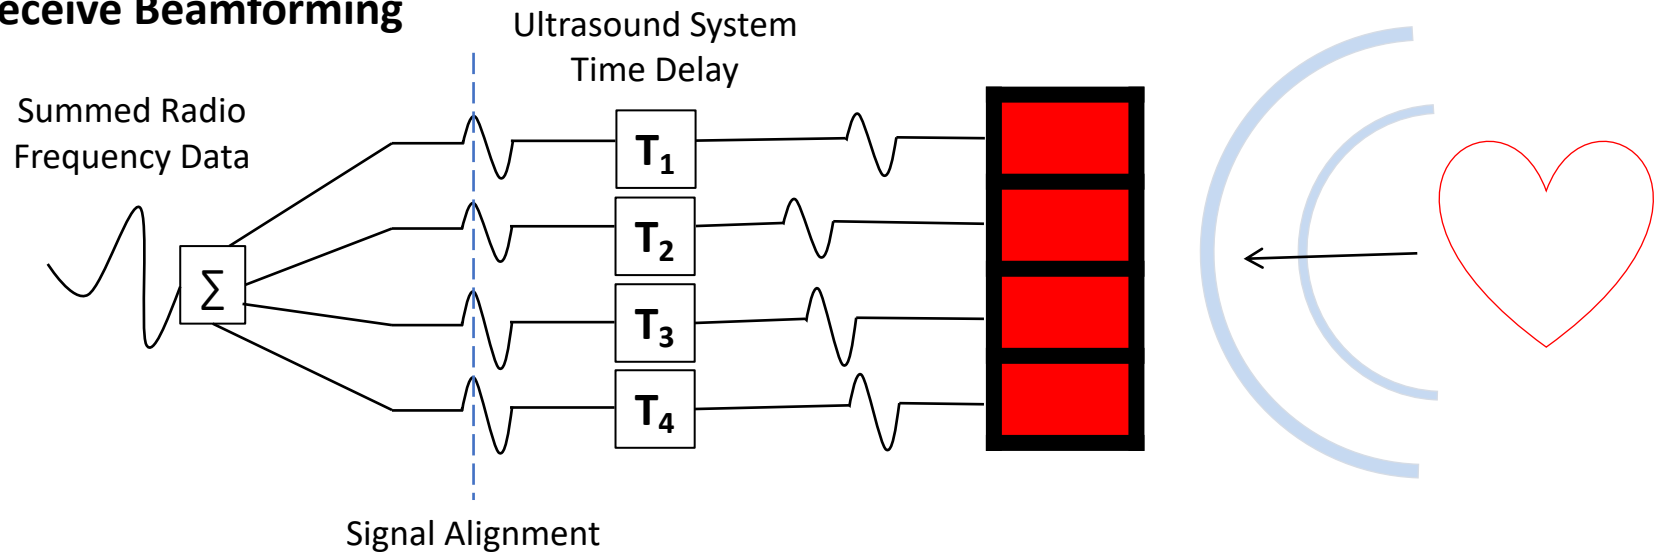 eceive Beamforming
Ultrasound System
Time Delay
Summed Radio
Frequency Data
T1
T2
Σ
T3
T4
Signal Alignment